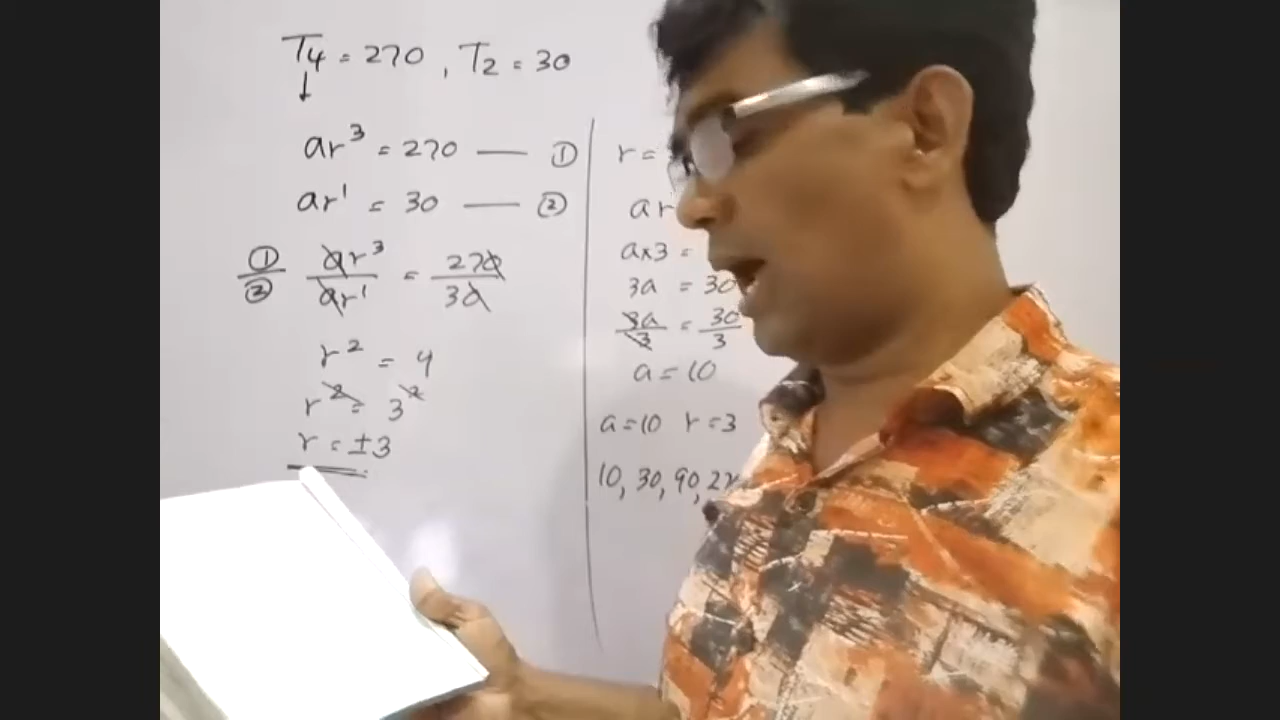 T4 = 270 , T2 = 30
↓
ar³ = 270 —— ①
ar¹ = 30 —— ②
①/② ar³/ar¹ = 270/30
r² = 9
r² = 3²
r = ±3
r =
ar
a×3 =
3a = 30
3a/3 = 30/3
a = 10
a = 10 r = 3
10, 30, 90, 27